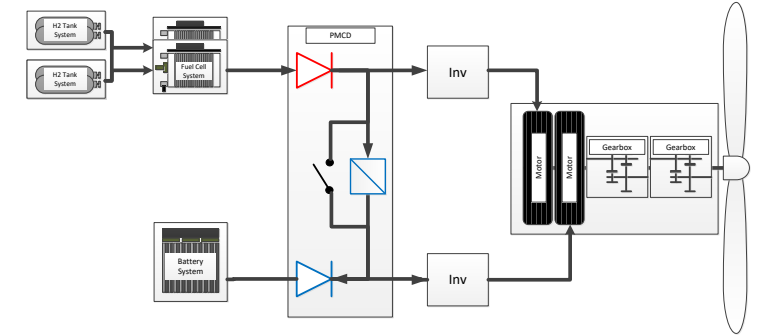 H2 Tank
System
H2 Tank
System
Fuel Cell
System
PMCD
Inv
Motor
Motor
Gearbox
Gearbox
Battery
System
Inv